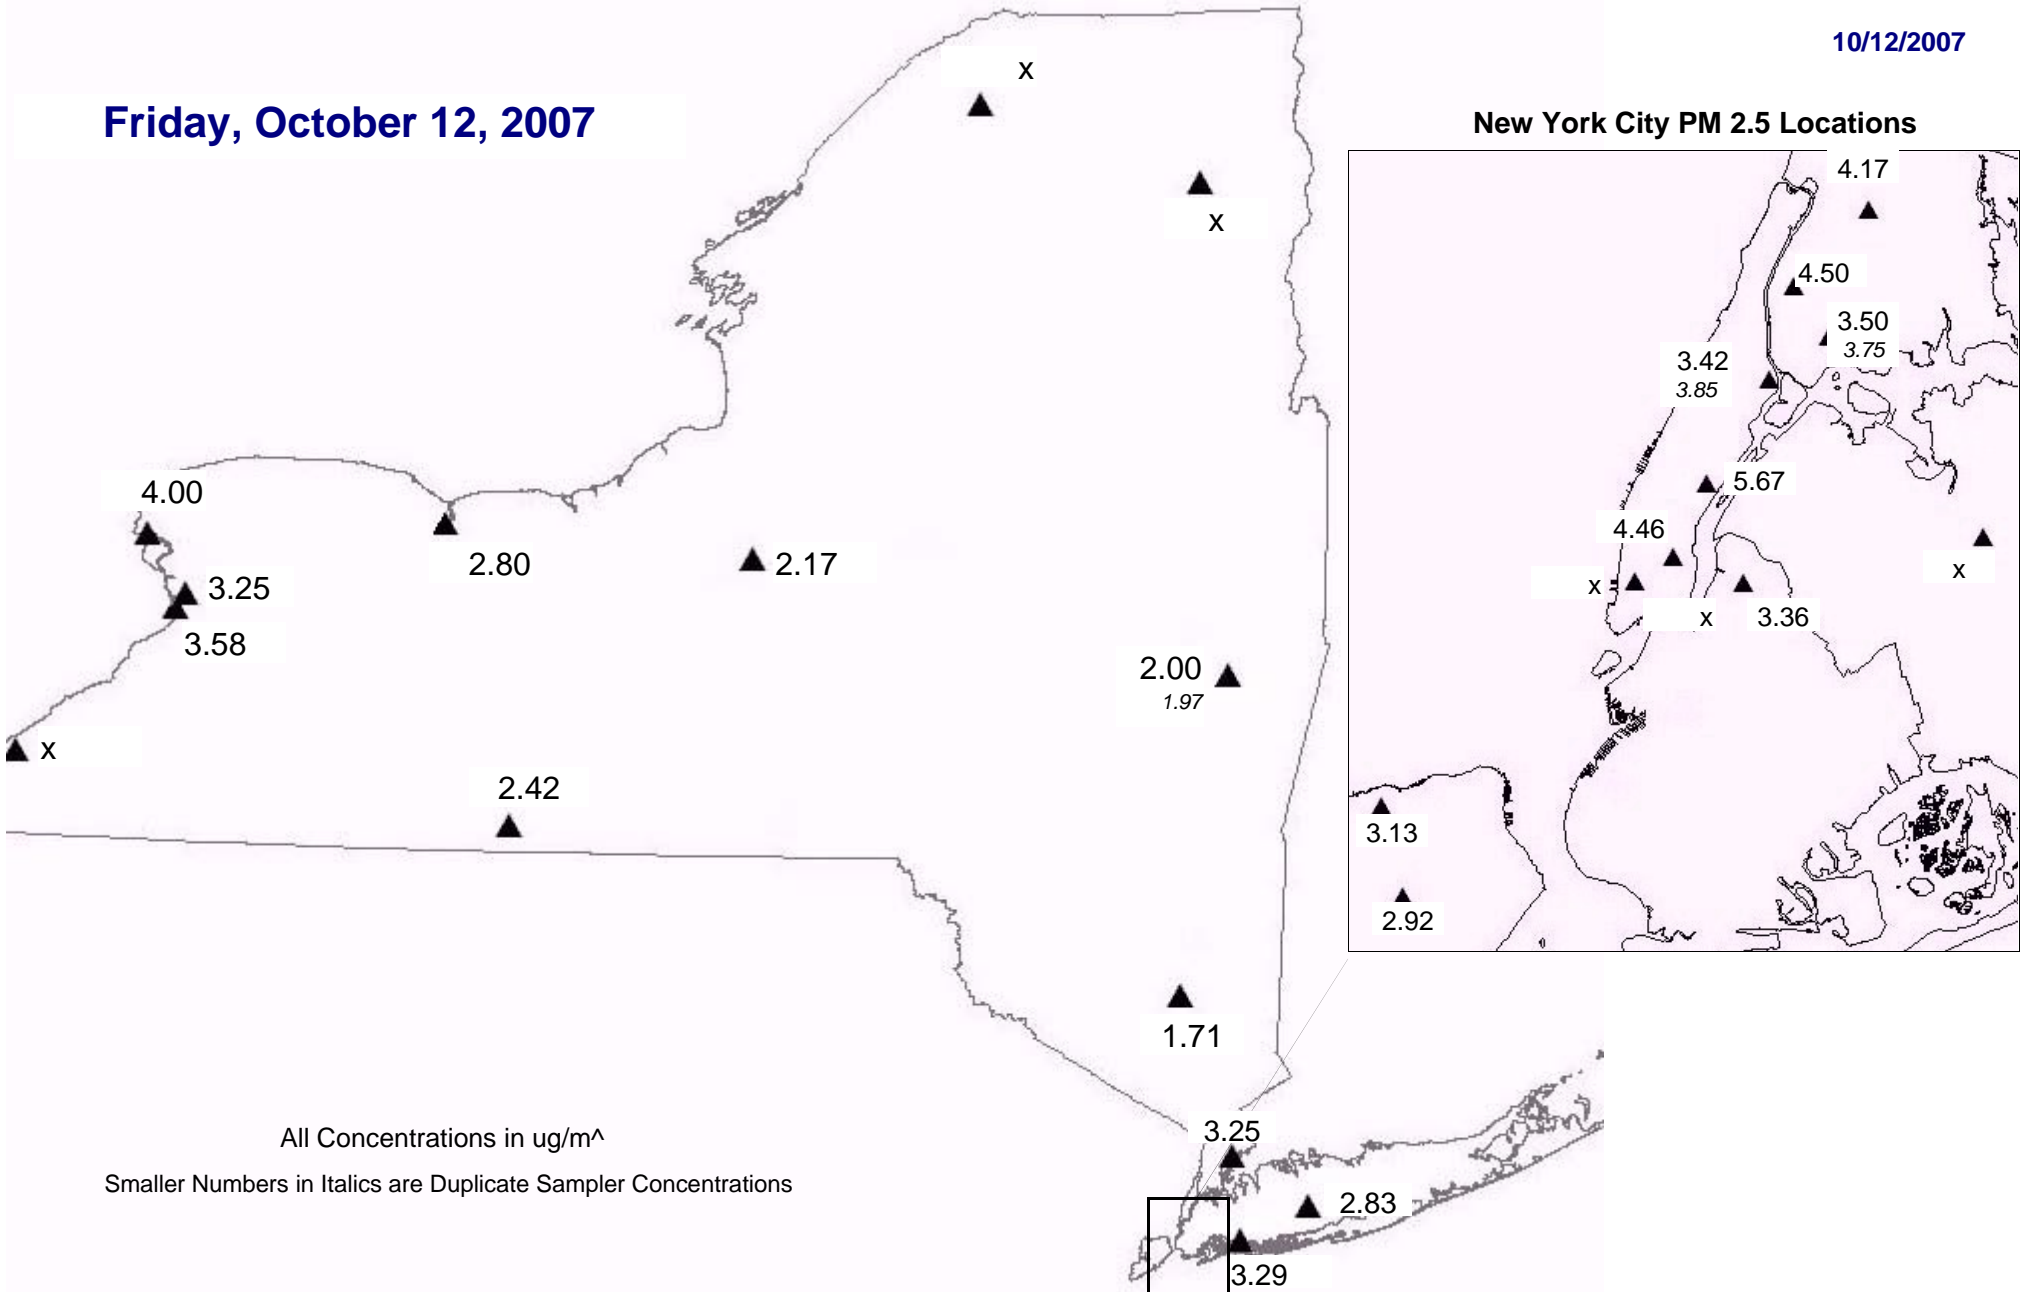 10/12/2007
x
Friday, October 12, 2007
New York City PM 2.5 Locations
4.17
x
4.50
3.50
3.75
3.42
3.85
5.67
4.46
x
x
x
3.36
3.13
2.92
4.00
2.80
2.17
3.25
3.58
2.00
1.97
x
2.42
1.71
3.25
All Concentrations in ug/m^
Smaller Numbers in Italics are Duplicate Sampler Concentrations
2.83
3.29